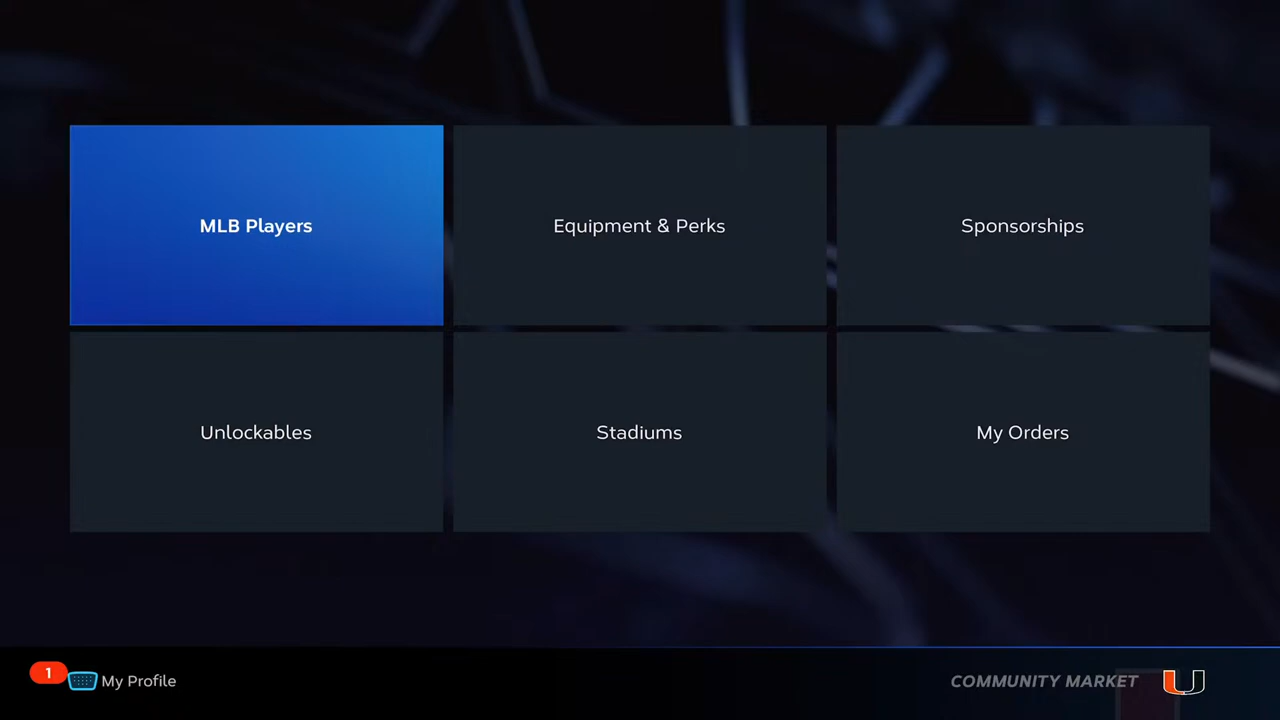 MLB Players
Equipment & Perks
Sponsorships
Unlockables
Stadiums
My Orders
1
My Profile
COMMUNITY MARKET
U